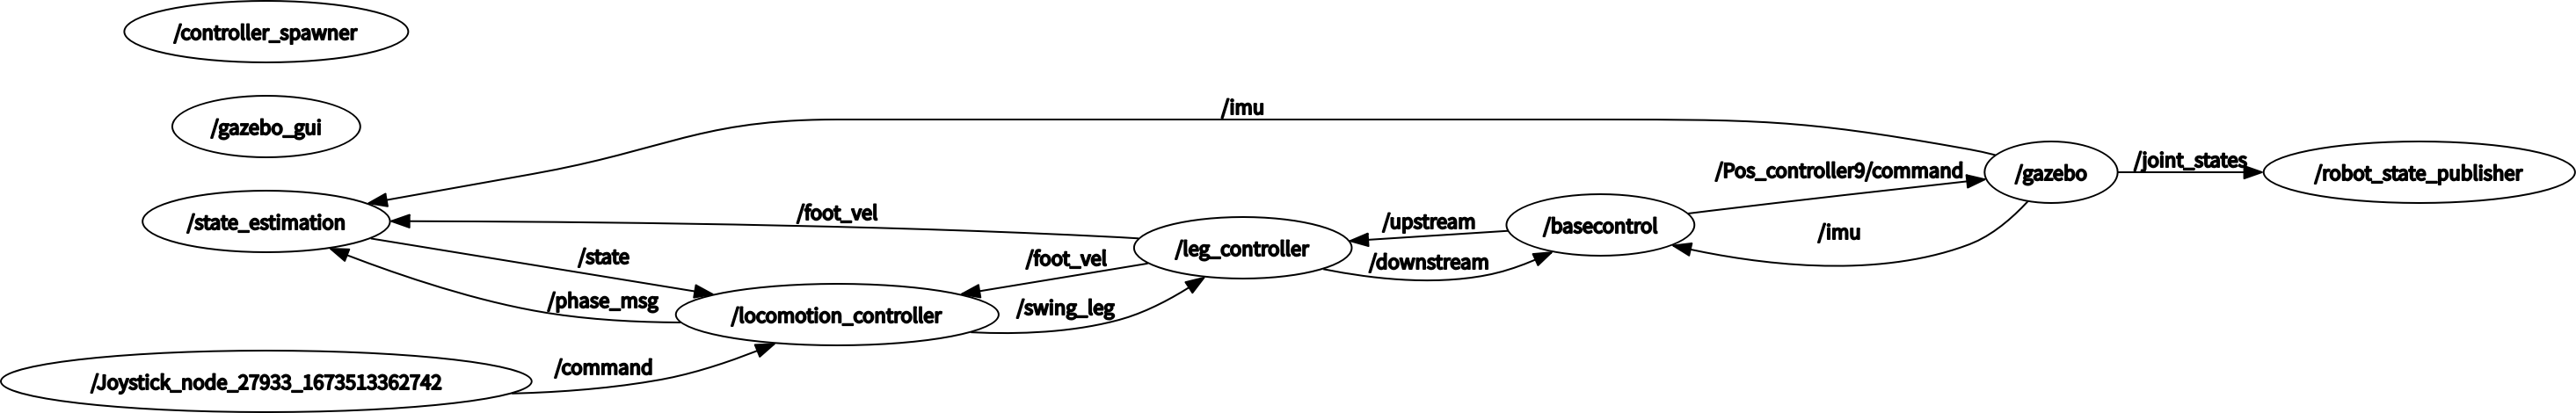 /controller_spawner
/gazebo_gui
/imu
/joint_states
/Pos_controller9/command
/gazebo
/robot_state_publisher
/foot_vel
/state_estimation
/upstream
/basecontrol
/imu
/leg_controller
/state
/foot_vel
/downstream
/phase_msg
/swing_leg
/locomotion_controller
/command
/Joystick_node_27933_1673513362742